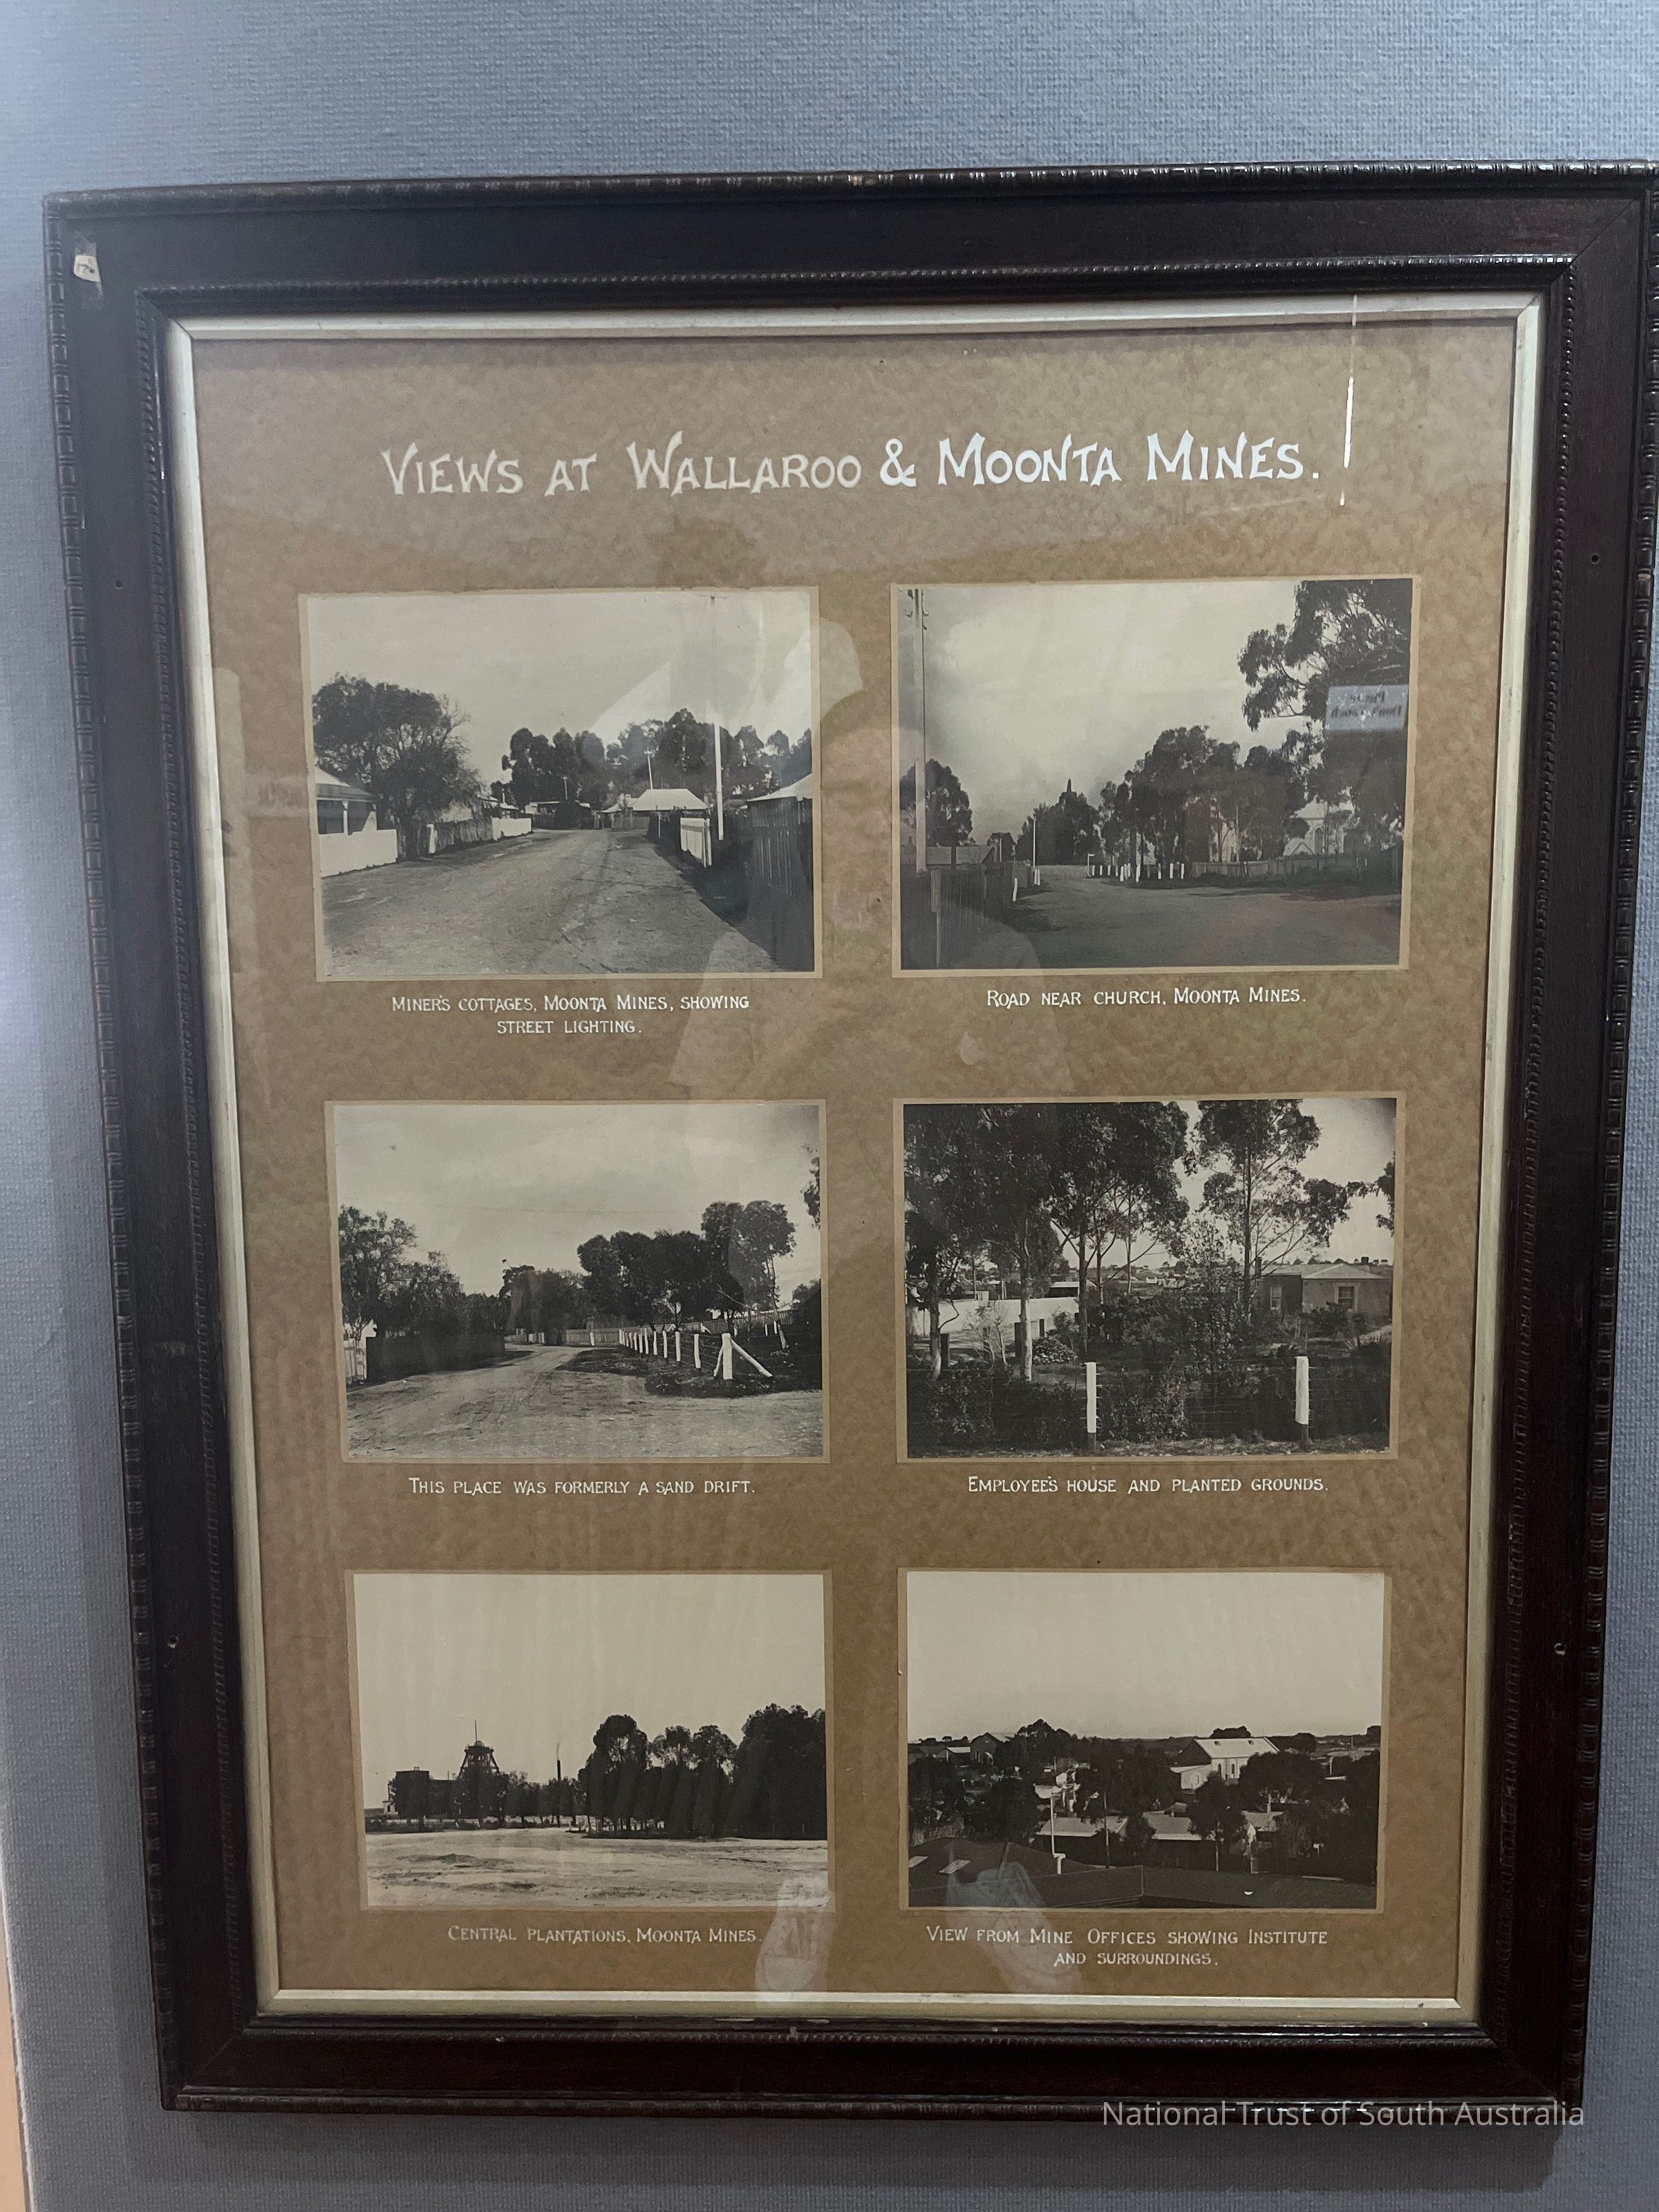 VIEWS AT WALLAROO & MOONTA MINES.
MINER'S COTTAGES, MOONTA MINES, SHOWING
STREET LIGHTING.
ROAD NEAR CHURCH, MOONTA MINES.
THIS PLACE WAS FORMERLY A SAND DRIFT.
EMPLOYEE'S HOUSE AND PLANTED GROUNDS.
CENTRAL PLANTATIONS, MOONTA MINES.
VIEW FROM MINE OFFICES SHOWING INSTITUTE
AND SURROUNDINGS.
National Trust of South Australia